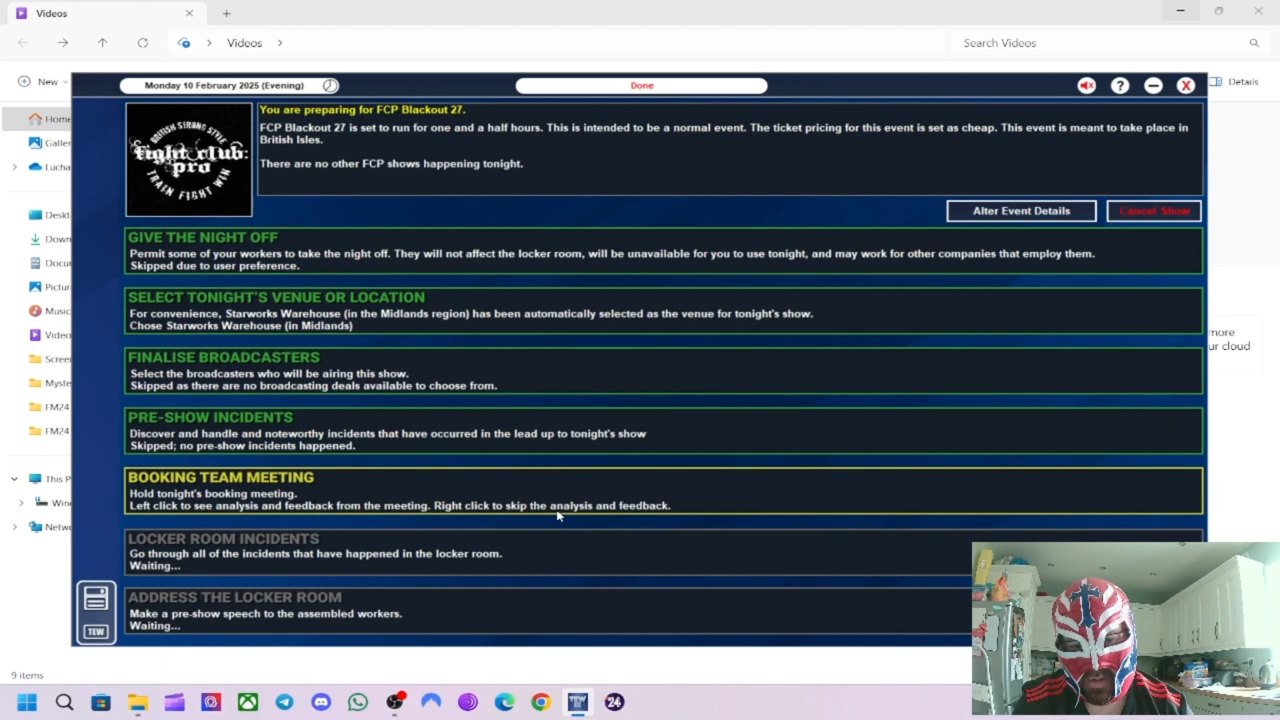 Videos
Videos
Search Videos
New
Details
Home
Galler
Lucha
Deskt
Down
Docu
Pictur
Music
Video
Scree
Myste
FM24
FM24
This P
Wind
Netwo
9 items
more
ur cloud
Monday 10 February 2025 (Evening)
Done
?
X
BRITISH STRONG STYLE
fight club:
pro
TRAIN FIGHT WIN
You are preparing for FCP Blackout 27.
FCP Blackout 27 is set to run for one and a half hours. This is intended to be a normal event. The ticket pricing for this event is set as cheap. This event is meant to take place in
British Isles.
There are no other FCP shows happening tonight.
Alter Event Details
Cancel Show
GIVE THE NIGHT OFF
Permit some of your workers to take the night off. They will not affect the locker room, will be unavailable for you to use tonight, and may work for other companies that employ them.
Skipped due to user preference.
SELECT TONIGHT'S VENUE OR LOCATION
For convenience, Starworks Warehouse (in the Midlands region) has been automatically selected as the venue for tonight's show.
Chose Starworks Warehouse (in Midlands)
FINALISE BROADCASTERS
Select the broadcasters who will be airing this show.
Skipped as there are no broadcasting deals available to choose from.
PRE-SHOW INCIDENTS
Discover and handle and noteworthy incidents that have occurred in the lead up to tonight's show
Skipped; no pre-show incidents happened.
BOOKING TEAM MEETING
Hold tonight's booking meeting.
Left click to see analysis and feedback from the meeting. Right click to skip the analysis and feedback.
LOCKER ROOM INCIDENTS
Go through all of the incidents that have happened in the locker room.
Waiting...
ADDRESS THE LOCKER ROOM
Make a pre-show speech to the assembled workers.
Waiting...
TEW
24